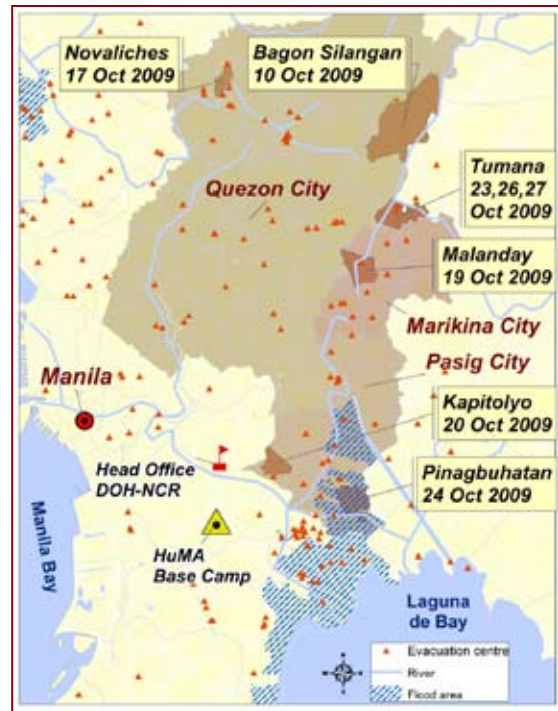 Novaliches
17 Oct 2009
Bagon Silangan
10 Oct 2009
Tumana
23,26,27
Oct 2009
Quezon City
Malanday
19 Oct 2009
Marikina City
Pasig City
Manila
Kapitolyo
20 Oct 2009
Head Office
DOH-NCR
Pinagbuhatan
24 Oct 2009
HuMA
Base Camp
Manila Bay
Laguna
de Bay
Evacuation centre
River
Flood area